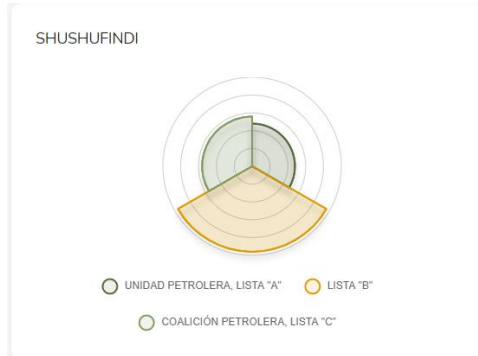 SHUSHUFINDI
UNIDAD PETROLERA, LISTA "A" LISTA "B"
COALICIÓN PETROLERA, LISTA "C"